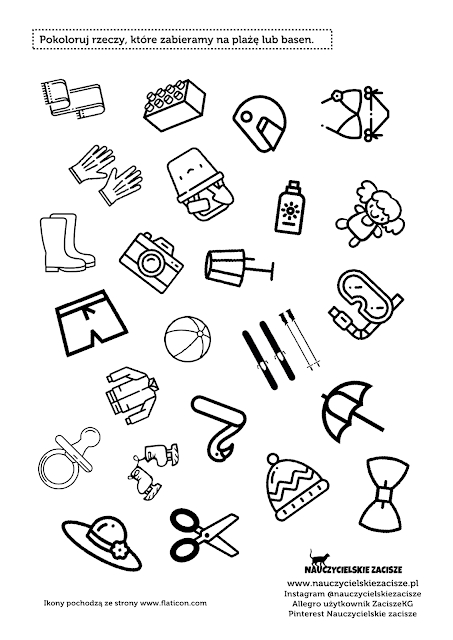 Pokoloruj rzeczy, które zabieramy na plażę lub basen.
NAUCZYCIELSKIE ZACISZE
www.nauczycielskiezacisze.pl
Instagram @nauczycielskizacisze
Allegro użytkownik ZaciszeKG
Pinterest Nauczycielskie zacisze
Ikony pochodzą ze strony www.flaticon.com